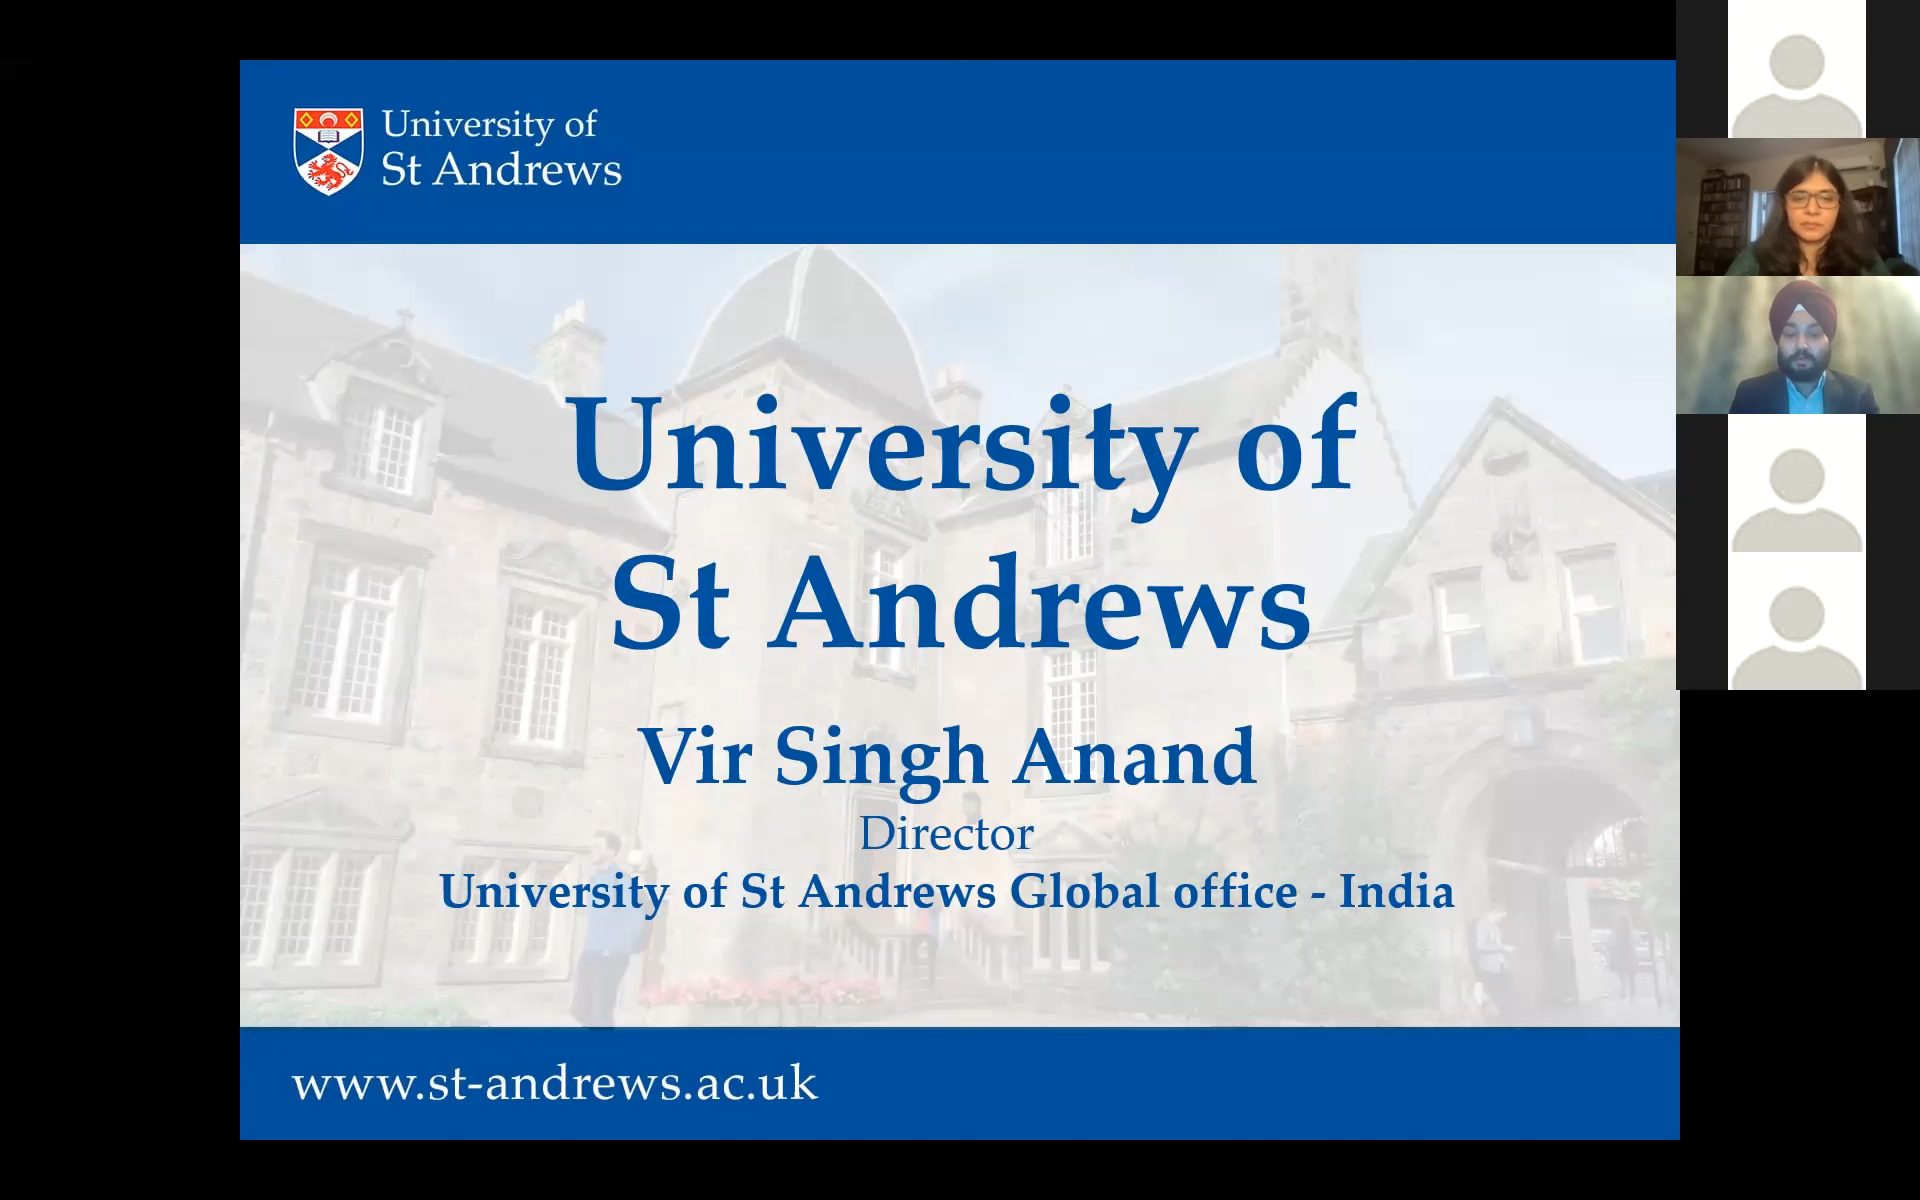 University of
St Andrews
University of
St Andrews
Vir Singh Anand
Director
University of St Andrews Global office - India
www.st-andrews.ac.uk